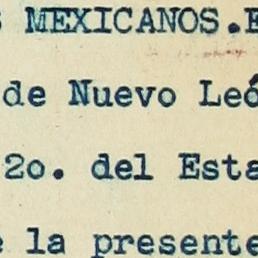 S MEXICANOS.E
de Nuevo Leó
2o. del Esta
e la presente